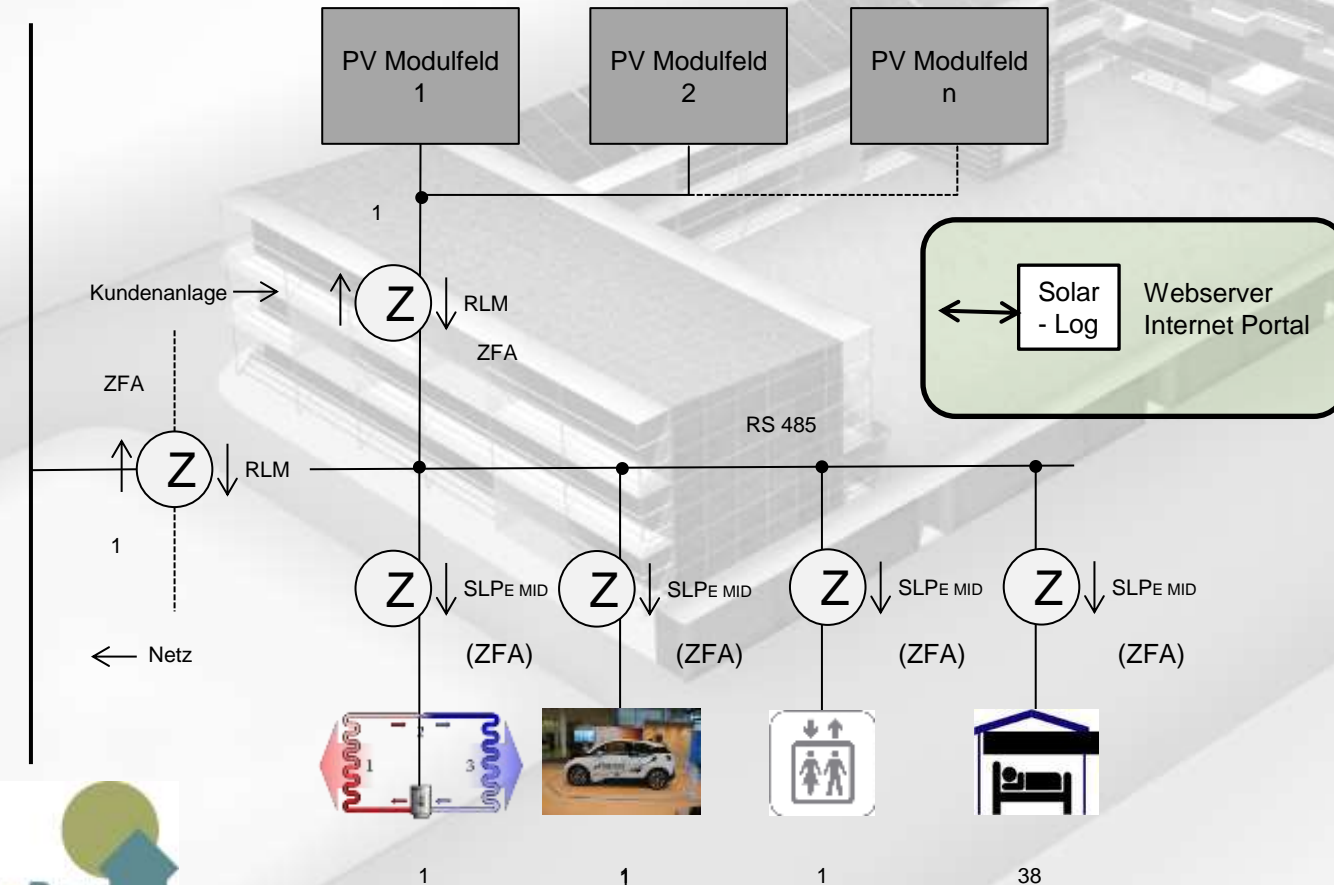 PV Modulfeld
1
PV Modulfeld
2
PV Modulfeld
n
1
Kundenanlage
Z
RLM
ZFA
Solar
- Log
Webserver
Internet Portal
ZFA
RS 485
Z
RLM
1
Z
SLPE MID
Z
SLPE MID
Z
SLPE MID
Z
SLPE MID
(ZFA)
(ZFA)
(ZFA)
(ZFA)
Netz
1
3
1
1
1
38